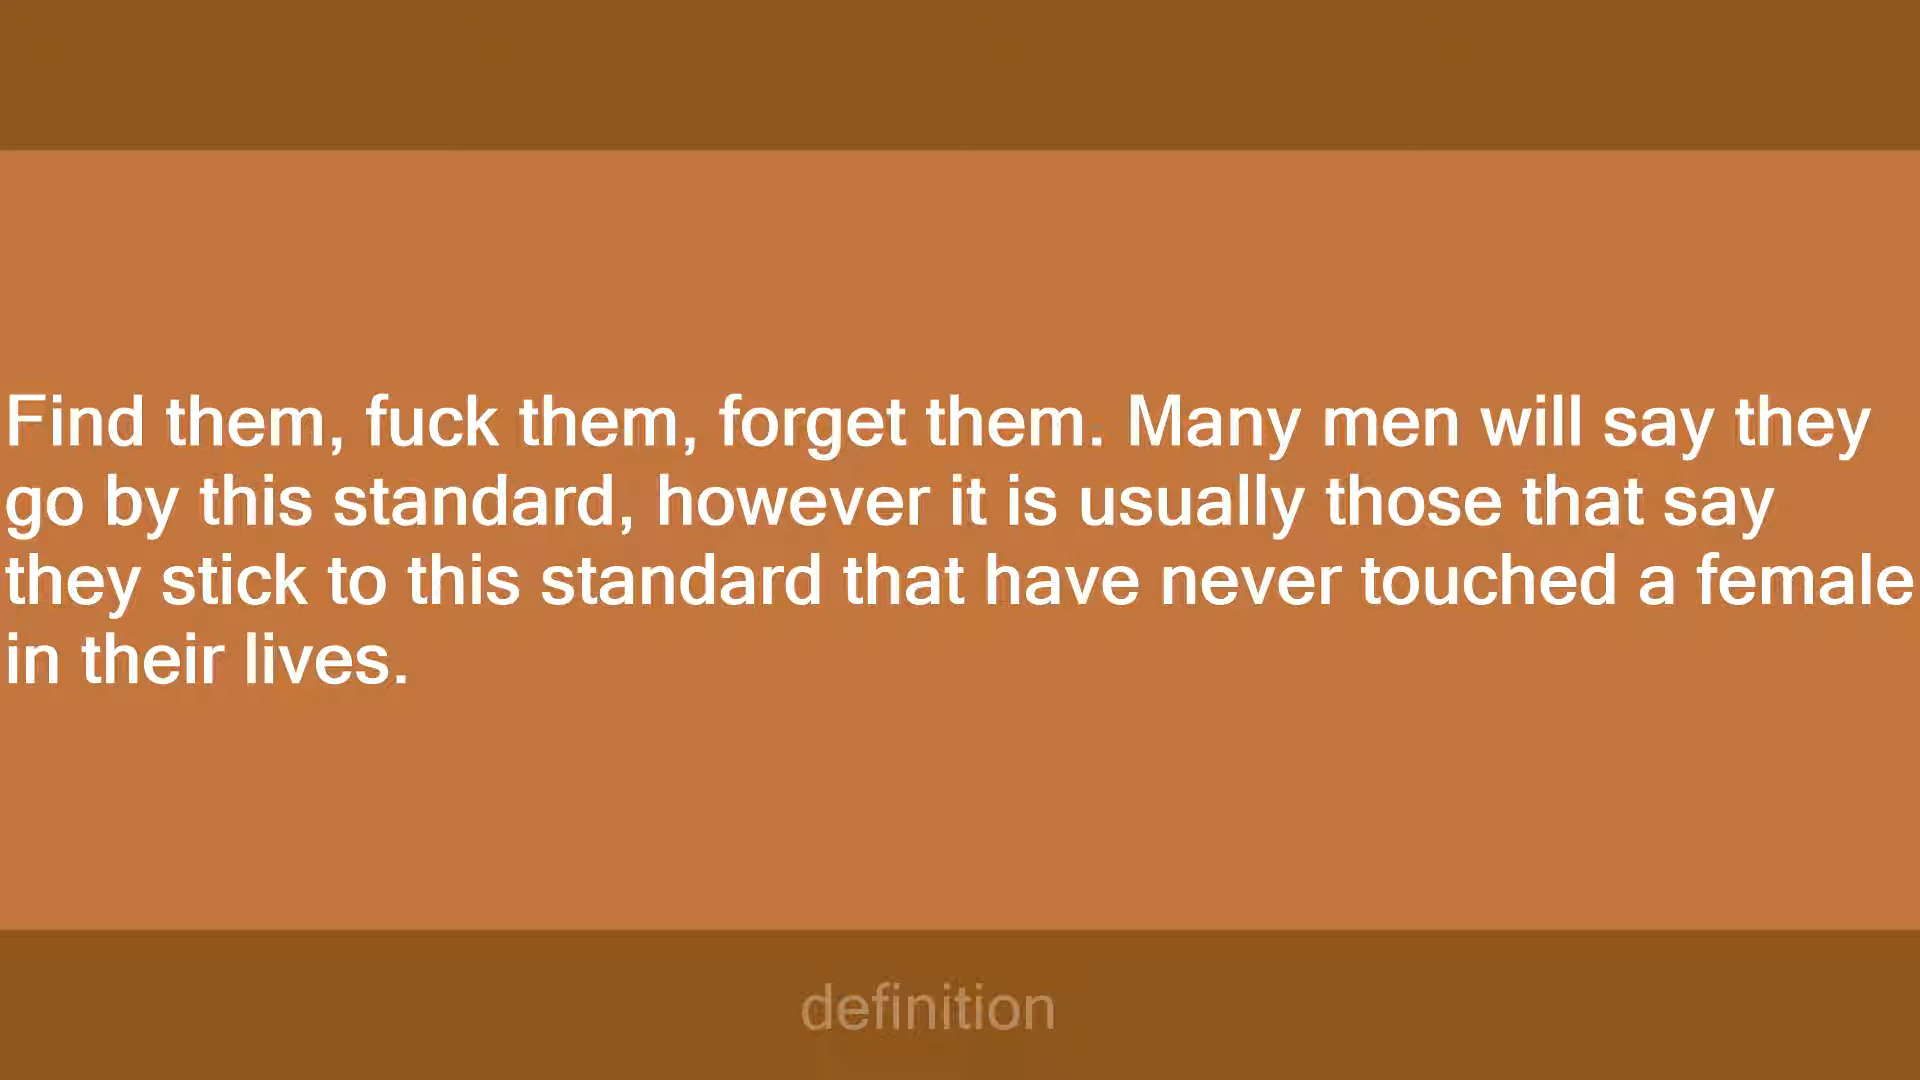 Find them, fuck them, forget them. Many men will say they
go by this standard, however it is usually those that say
they stick to this standard that have never touched a female
in their lives.
definition